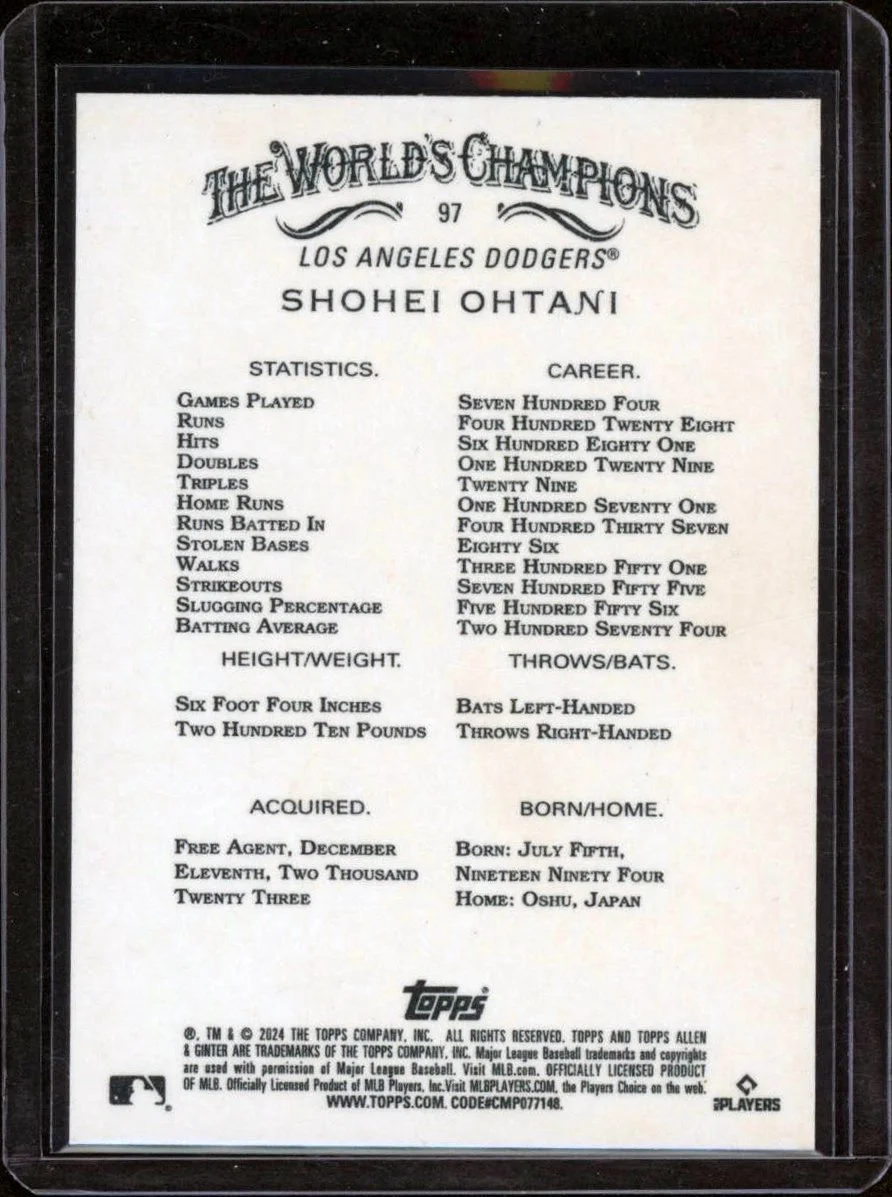 THE WORLD'S CHAMPIONS
97
LOS ANGELES DODGERS®
SHOHEI OHTANI
STATISTICS. CAREER.
GAMES PLAYED SEVEN HUNDRED FOUR
RUNS FOUR HUNDRED TWENTY EIGHT
HITS SIX HUNDRED EIGHTY ONE
DOUBLES ONE HUNDRED TWENTY NINE
TRIPLES TWENTY NINE
HOME RUNS ONE HUNDRED SEVENTY ONE
RUNS BATTED IN FOUR HUNDRED THIRTY SEVEN
STOLEN BASES EIGHTY SIX
WALKS THREE HUNDRED FIFTY ONE
STRIKEOUTS SEVEN HUNDRED FIFTY FIVE
SLUGGING PERCENTAGE FIVE HUNDRED FIFTY SIX
BATTING AVERAGE TWO HUNDRED SEVENTY FOUR
HEIGHT/WEIGHT. THROWS/BATS.
SIX FOOT FOUR INCHES BATS LEFT-HANDED
TWO HUNDRED TEN POUNDS THROWS RIGHT-HANDED
ACQUIRED. BORN/HOME.
FREE AGENT, DECEMBER BORN: JULY FIFTH,
ELEVENTH, TWO THOUSAND NINETEEN NINETY FOUR
TWENTY THREE HOME: OSHU, JAPAN
Topps
®, TM & © 2024 THE TOPPS COMPANY, INC. ALL RIGHTS RESERVED. TOPPS AND TOPPS ALLEN
& GINTER ARE TRADEMARKS OF THE TOPPS COMPANY, INC. Major League Baseball trademarks and copyrights
are used with permission of Major League Baseball. Visit MLB.com. OFFICIALLY LICENSED PRODUCT
OF MLB. Officially Licensed Product of MLB Players, Inc.Visit MLBPLAYERS.COM, the Players Choice on the web.
WWW.TOPPS.COM. CODE#CMP077148.
PLAYERS